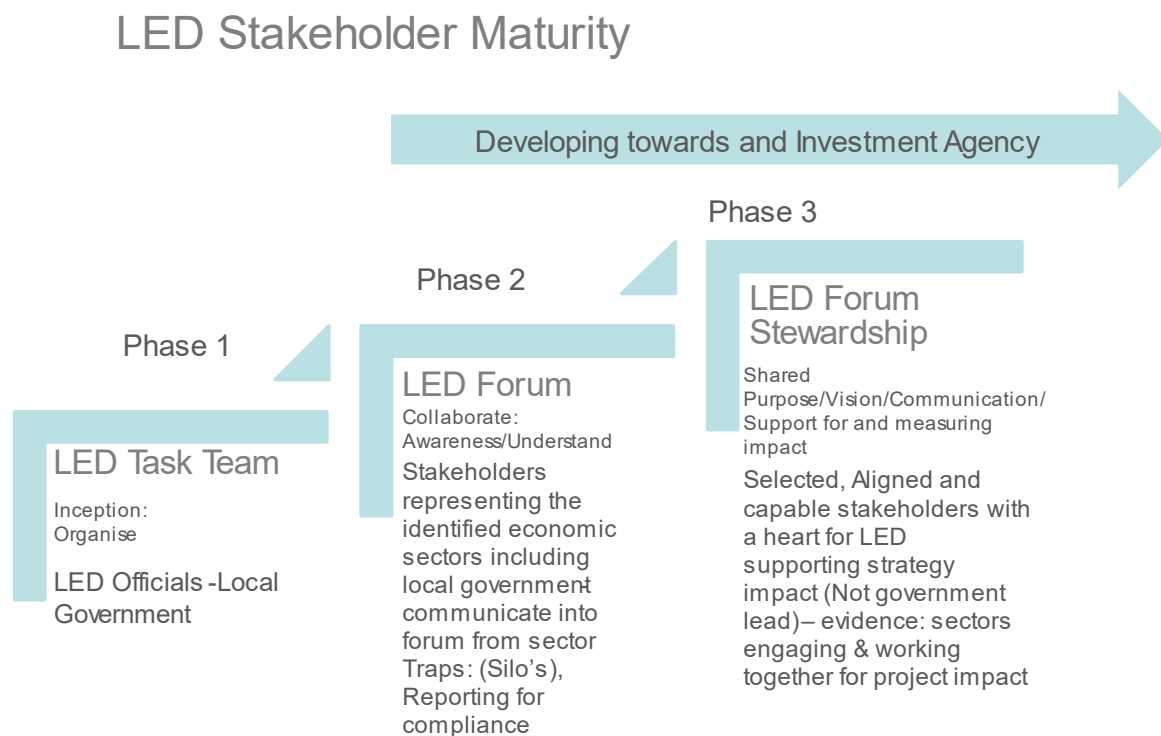 LED Stakeholder Maturity
Developing towards and Investment Agency
Phase 1
LED Task Team
Inception:
Organise
LED Officials -Local
Government
Phase 2
LED Forum
Collaborate:
Awareness/Understand
Stakeholders
representing the
identified economic
sectors including
local government-
communicate into
forum from sector
Traps: (Silo’s),
Reporting for
compliance
Phase 3
LED Forum
Stewardship
Shared
Purpose/Vision/Communication/
Support for and measuring
impact
Selected, Aligned and
capable stakeholders with
a heart for LED
supporting strategy
impact (Not government
lead)– evidence: sectors
engaging & working
together for project impact